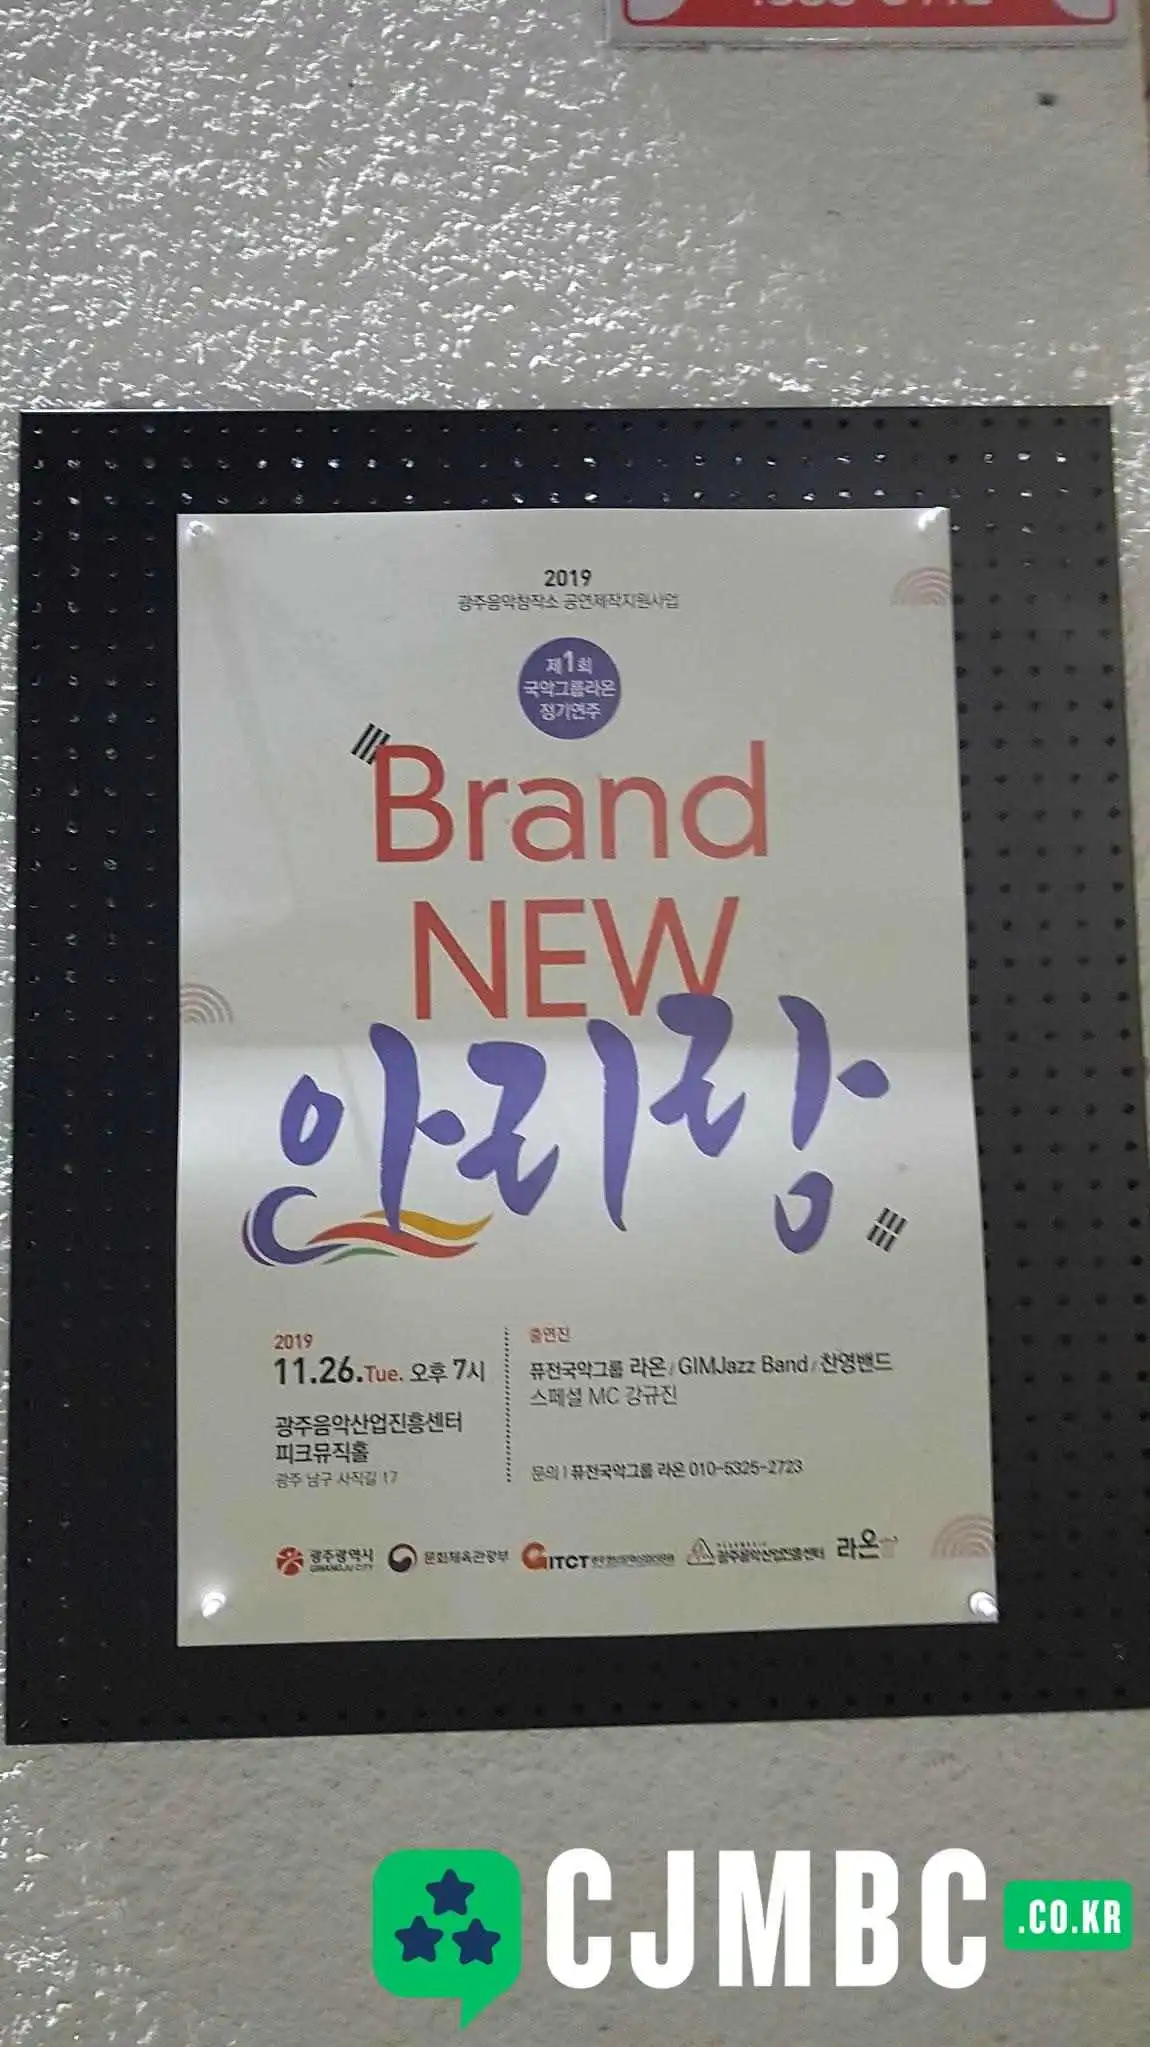 2019
광주음악창작소 공연제작지원사업
제1회
국악그룹라온
정기연주
Brand
NEW
아리랑
2019
11.26.Tue. 오후 7시
광주음악산업진흥센터
피크뮤직홀
광주 남구 사직길 17
출연진
퓨전국악그룹 라온 / GIMJazz Band / 찬영밴드
스페셜 MC 강규진
문의 | 퓨전국악그룹 라온 010-5325-2723
광주광역시
GWANGJU CITY
문화체육관광부
GITCT
광주음악산업진흥센터
라온
CJMBC
.CO.KR